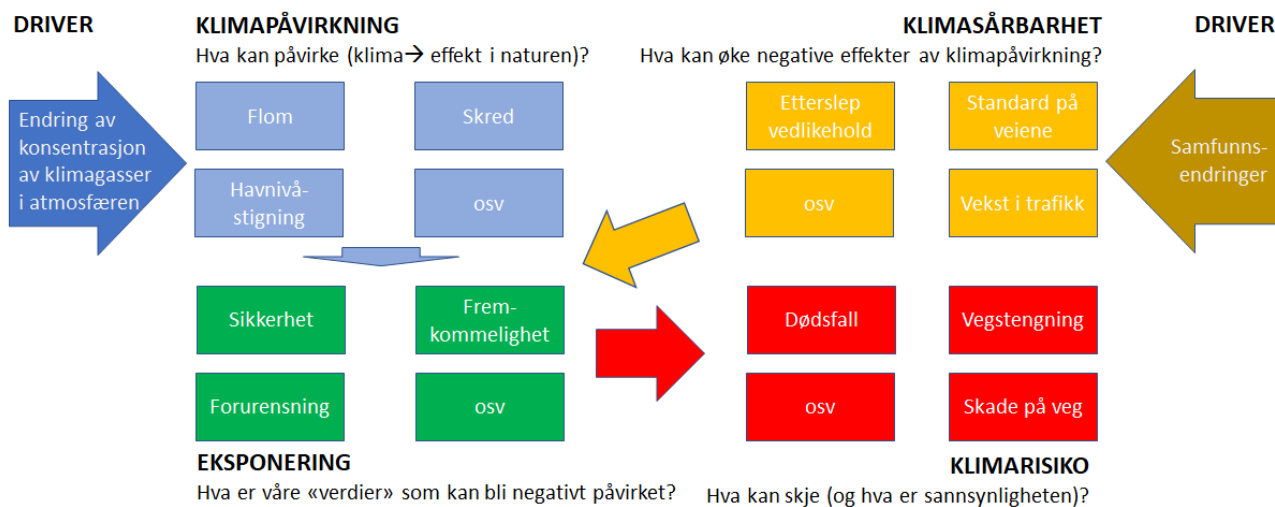 DRIVER
KLIMAPÅVIRKNING
Hva kan påvirke (klima→ effekt i naturen)?
KLIMASÅRBARHET
Hva kan øke negative effekter av klimapåvirkning?
DRIVER
Endring av
konsentrasjon
av klimagasser
i atmosfæren
Flom
Skred
Havnivå-
stigning
osv
Etterslep
vedlikehold
Standard på
veiene
osv
Vekst i trafikk
Samfunns-
endringer
Sikkerhet
Frem-
kommelighet
Forurensning
osv
Dødsfall
Vegstengning
osv
Skade på veg
EKSPONERING
Hva er våre «verdier» som kan bli negativt påvirket?
KLIMARISIKO
Hva kan skje (og hva er sannsynligheten)?